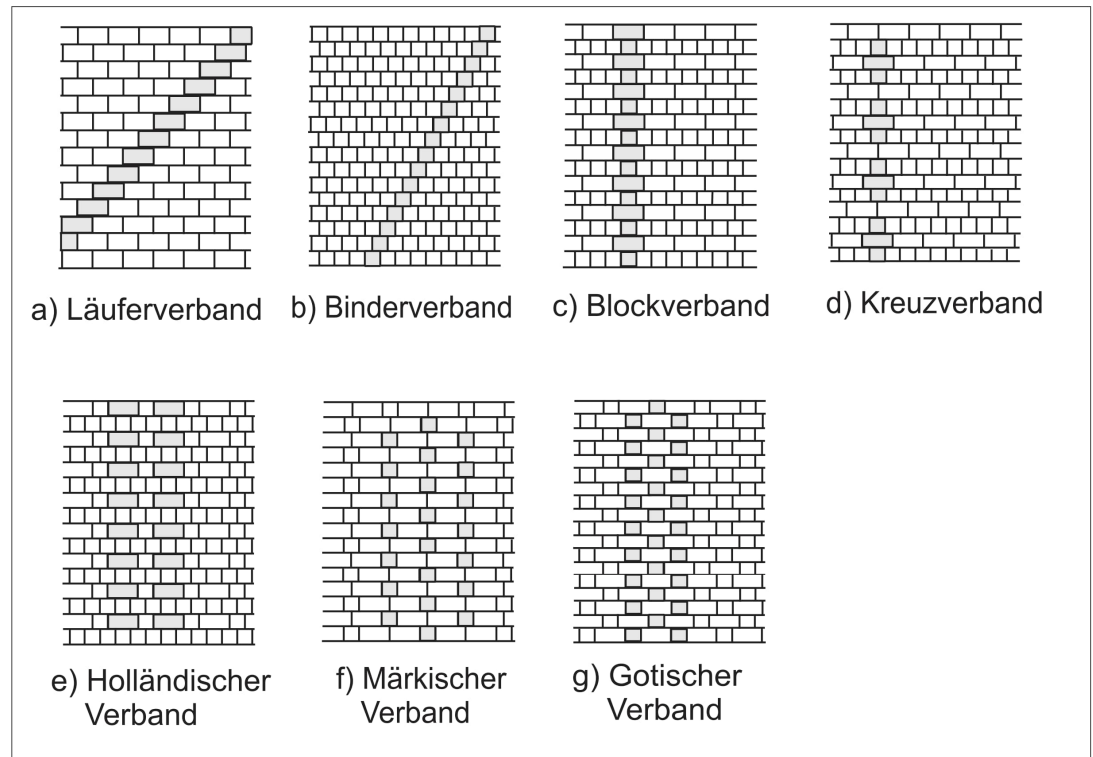 a) Läuferverband
b) Binderverband
c) Blockverband
d) Kreuzverband
e) Holländischer
Verband
f) Märkischer
Verband
g) Gotischer
Verband